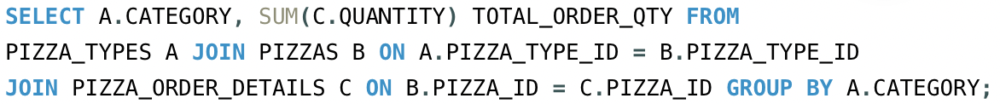 SELECT A.CATEGORY, SUM(C.QUANTITY) TOTAL_ORDER_QTY FROM
PIZZA_TYPES A JOIN PIZZAS B ON A.PIZZA_TYPE_ID = B.PIZZA_TYPE_ID
JOIN PIZZA_ORDER_DETAILS C ON B.PIZZA_ID = C.PIZZA_ID GROUP BY A.CATEGORY;